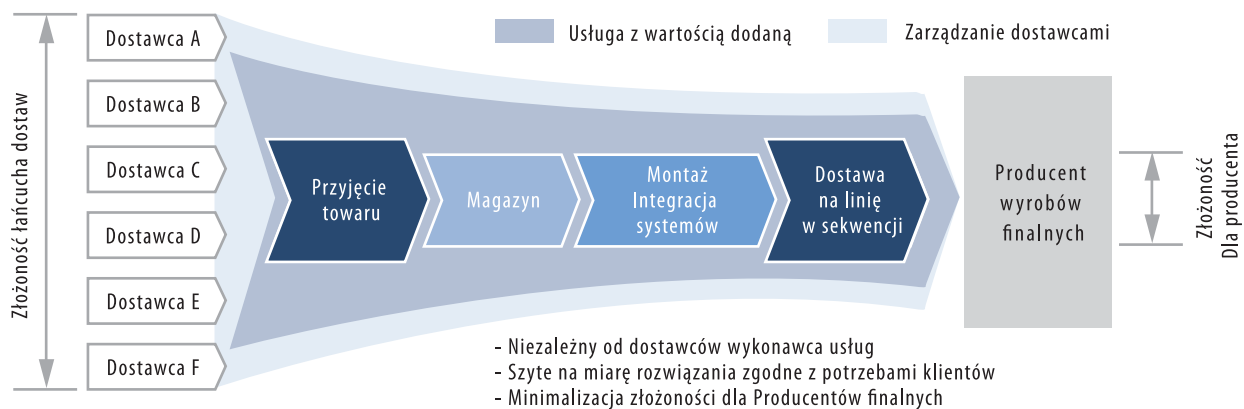 Złożoność łańcucha dostaw
Dostawca A
Dostawca B
Dostawca C
Dostawca D
Dostawca E
Dostawca F
Usługa z wartością dodaną
Zarządzanie dostawcami
Przyjęcie
towaru
Magazyn
Montaż
Integracja
systemów
Dostawa
na linię
w sekwencji
Producent
wyrobów
finalnych
Złożoność
Dla producenta
- Niezależny od dostawców wykonawca usług
- Szyte na miarę rozwiązania zgodne z potrzebami klientów
- Minimalizacja złożoności dla Producentów finalnych